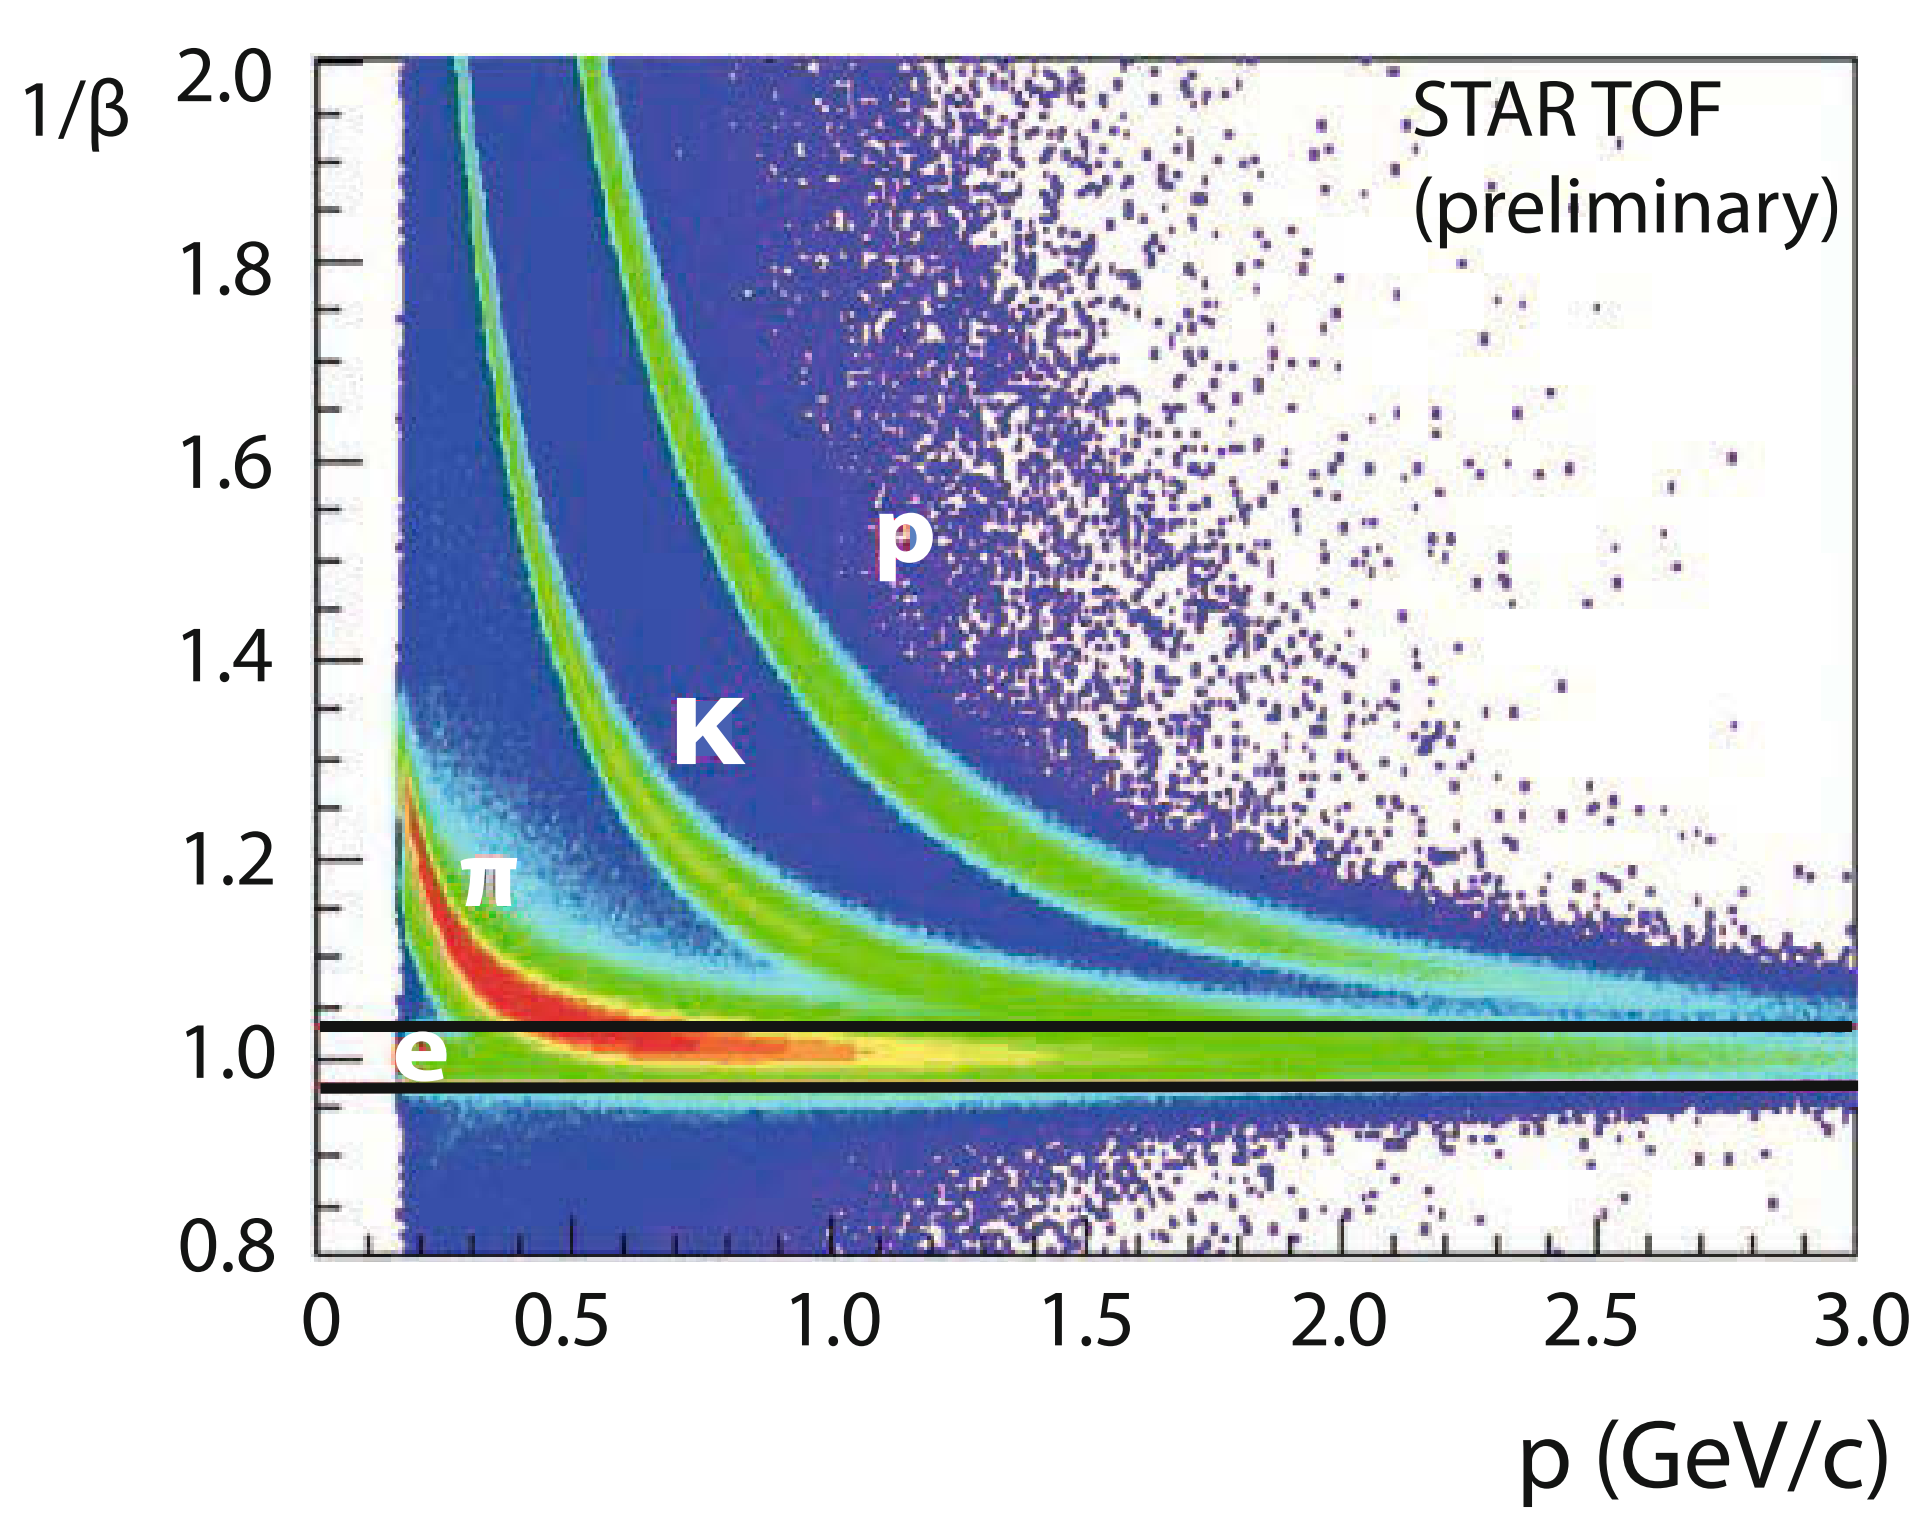 1/β
2.0
1.8
1.6
1.4
1.2
1.0
0.8
STAR TOF
(preliminary)
p
K
π
e
0 0.5 1.0 1.5 2.0 2.5 3.0
p (GeV/c)